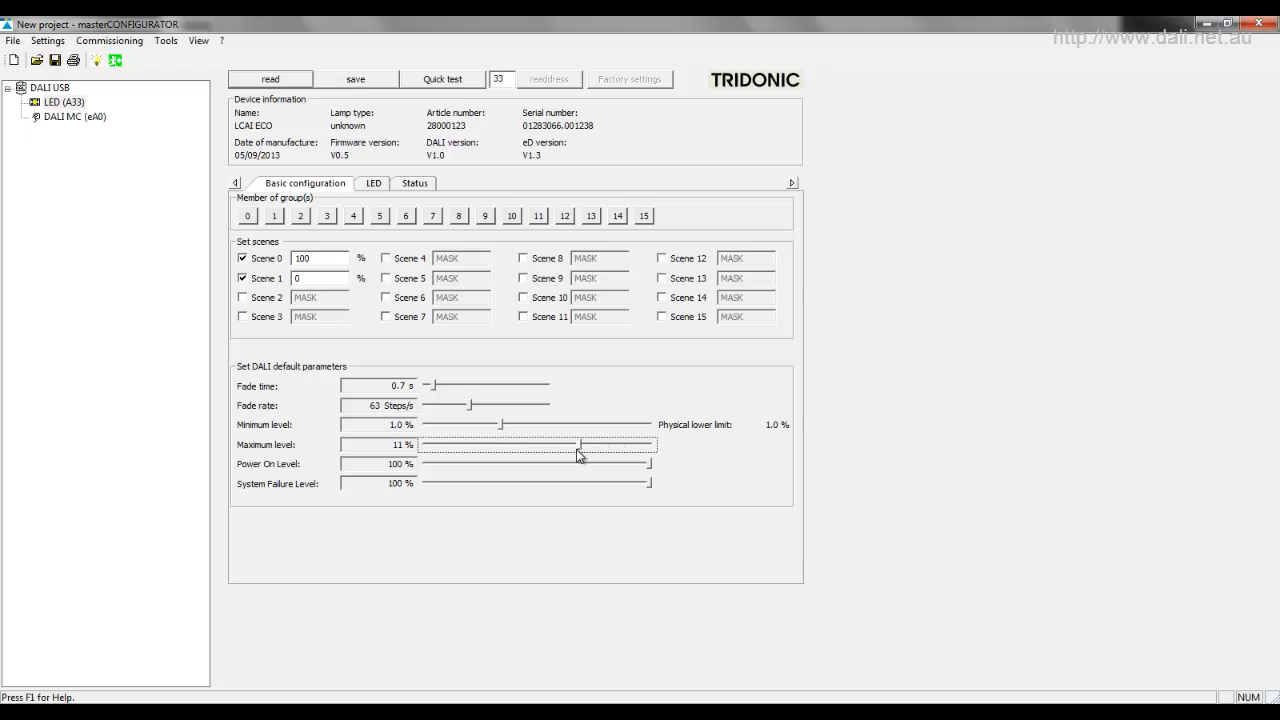 New project - masterCONFIGURATOR
http://www.dali.net.au
File Settings Commissioning Tools View ?
DALI USB
LED (A33)
DALI MC (eA0)
read save Quick test 33 readdress Factory settings TRIDONIC
Device information
Name: Lamp type: Article number: Serial number:
LCAI ECO unknown 28000123 01283066.001238
Date of manufacture: Firmware version: DALI version: eD version:
05/09/2013 V0.5 V1.0 V1.3
Basic configuration LED Status
Member of group(s)
0 1 2 3 4 5 6 7 8 9 10 11 12 13 14 15
Set scenes
Scene 0 100 % Scene 4 MASK Scene 8 MASK Scene 12 MASK
Scene 1 0 % Scene 5 MASK Scene 9 MASK Scene 13 MASK
Scene 2 MASK Scene 6 MASK Scene 10 MASK Scene 14 MASK
Scene 3 MASK Scene 7 MASK Scene 11 MASK Scene 15 MASK
Set DALI default parameters
Fade time: 0.7 s
Fade rate: 63 Steps/s
Minimum level: 1.0 % Physical lower limit: 1.0 %
Maximum level: 11 %
Power On Level: 100 %
System Failure Level: 100 %
Press F1 for Help. NUM